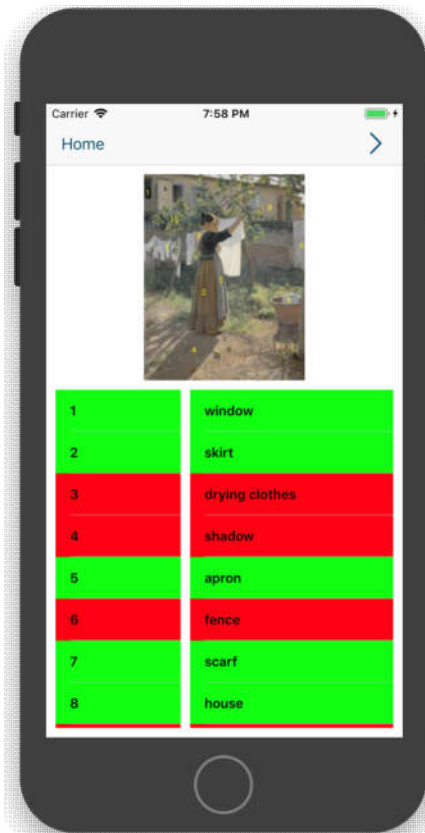 Carrier 7:58 PM
Home
1 window
2 skirt
3 drying clothes
4 shadow
5 apron
6 fence
7 scarf
8 house